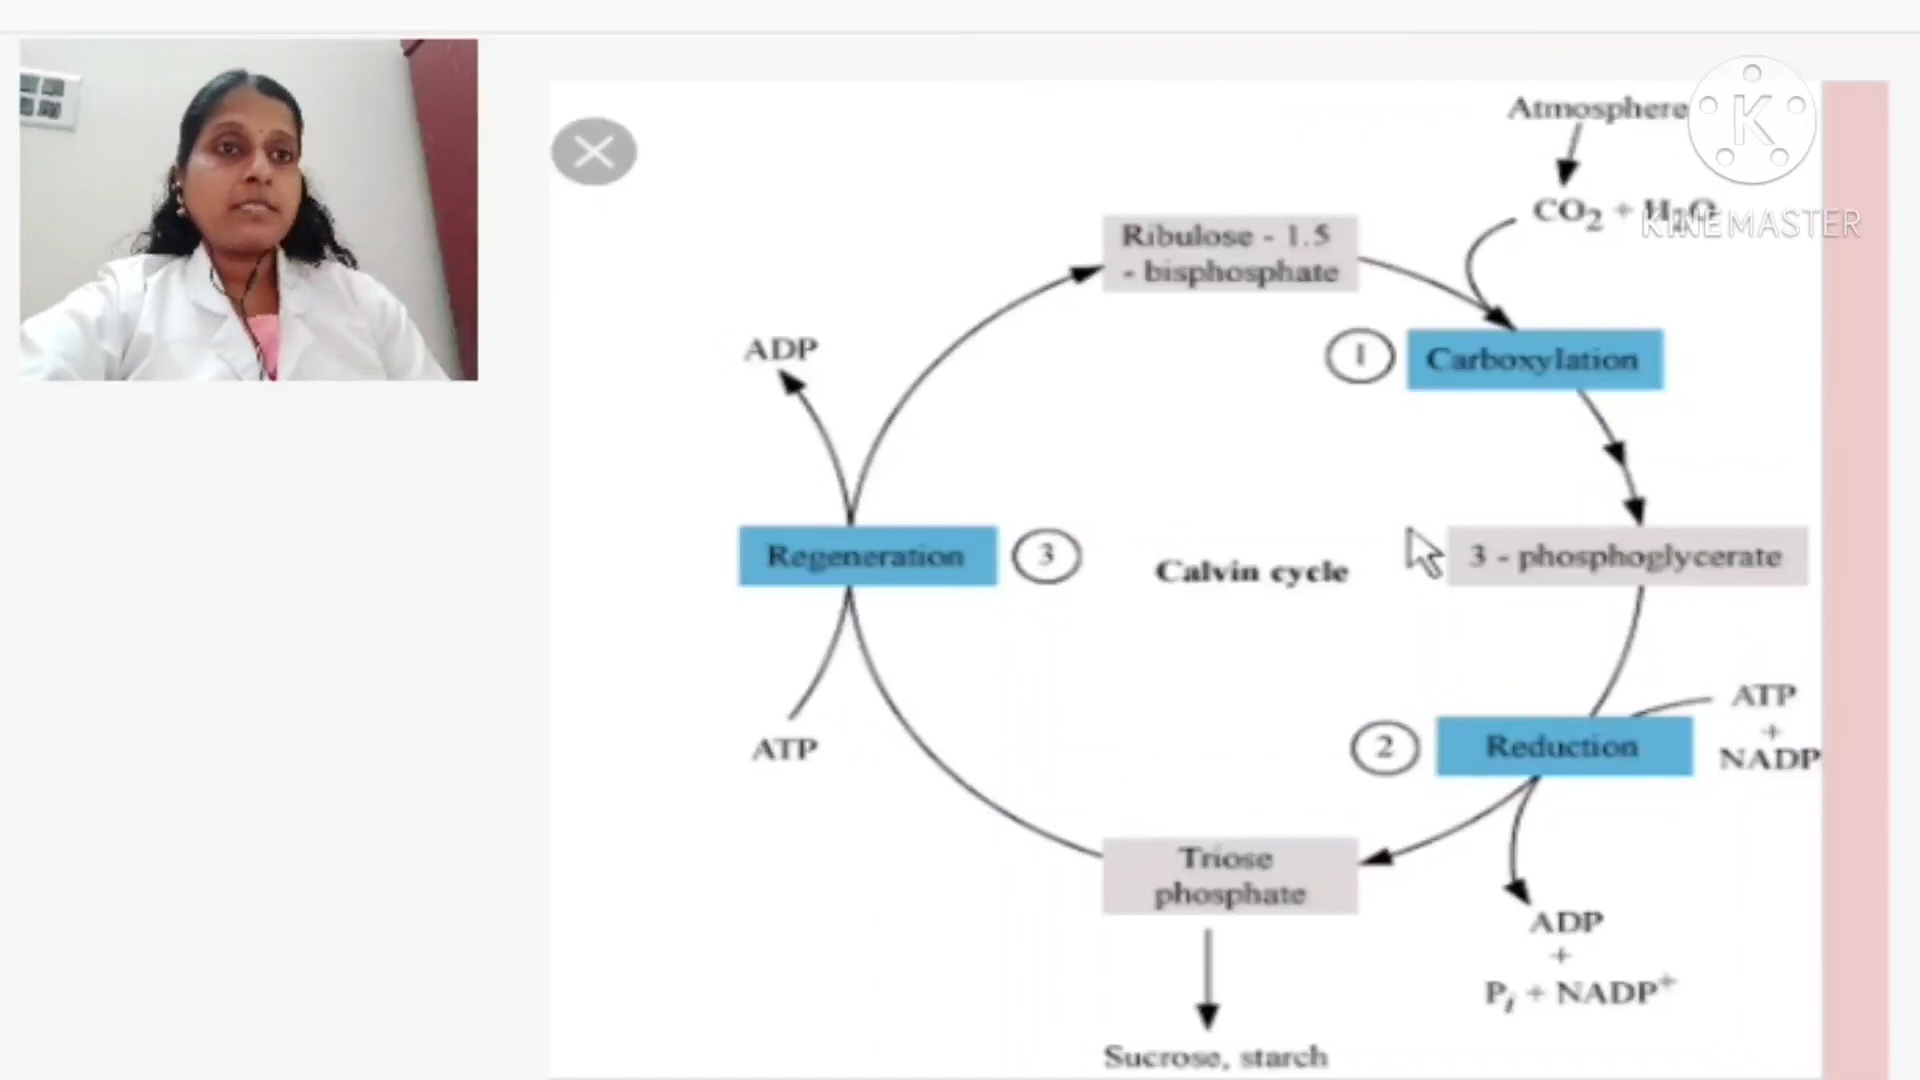 Atmosphere
K
CO₂ + H₂O
KINEMASTER
Ribulose - 1.5
- bisphosphate
1
Carboxylation
ADP
Regeneration
3
Calvin cycle
3 - phosphoglycerate
ATP
+
NADP
2
Reduction
ATP
Triose
phosphate
ADP
+
Pi + NADP⁺
Sucrose, starch